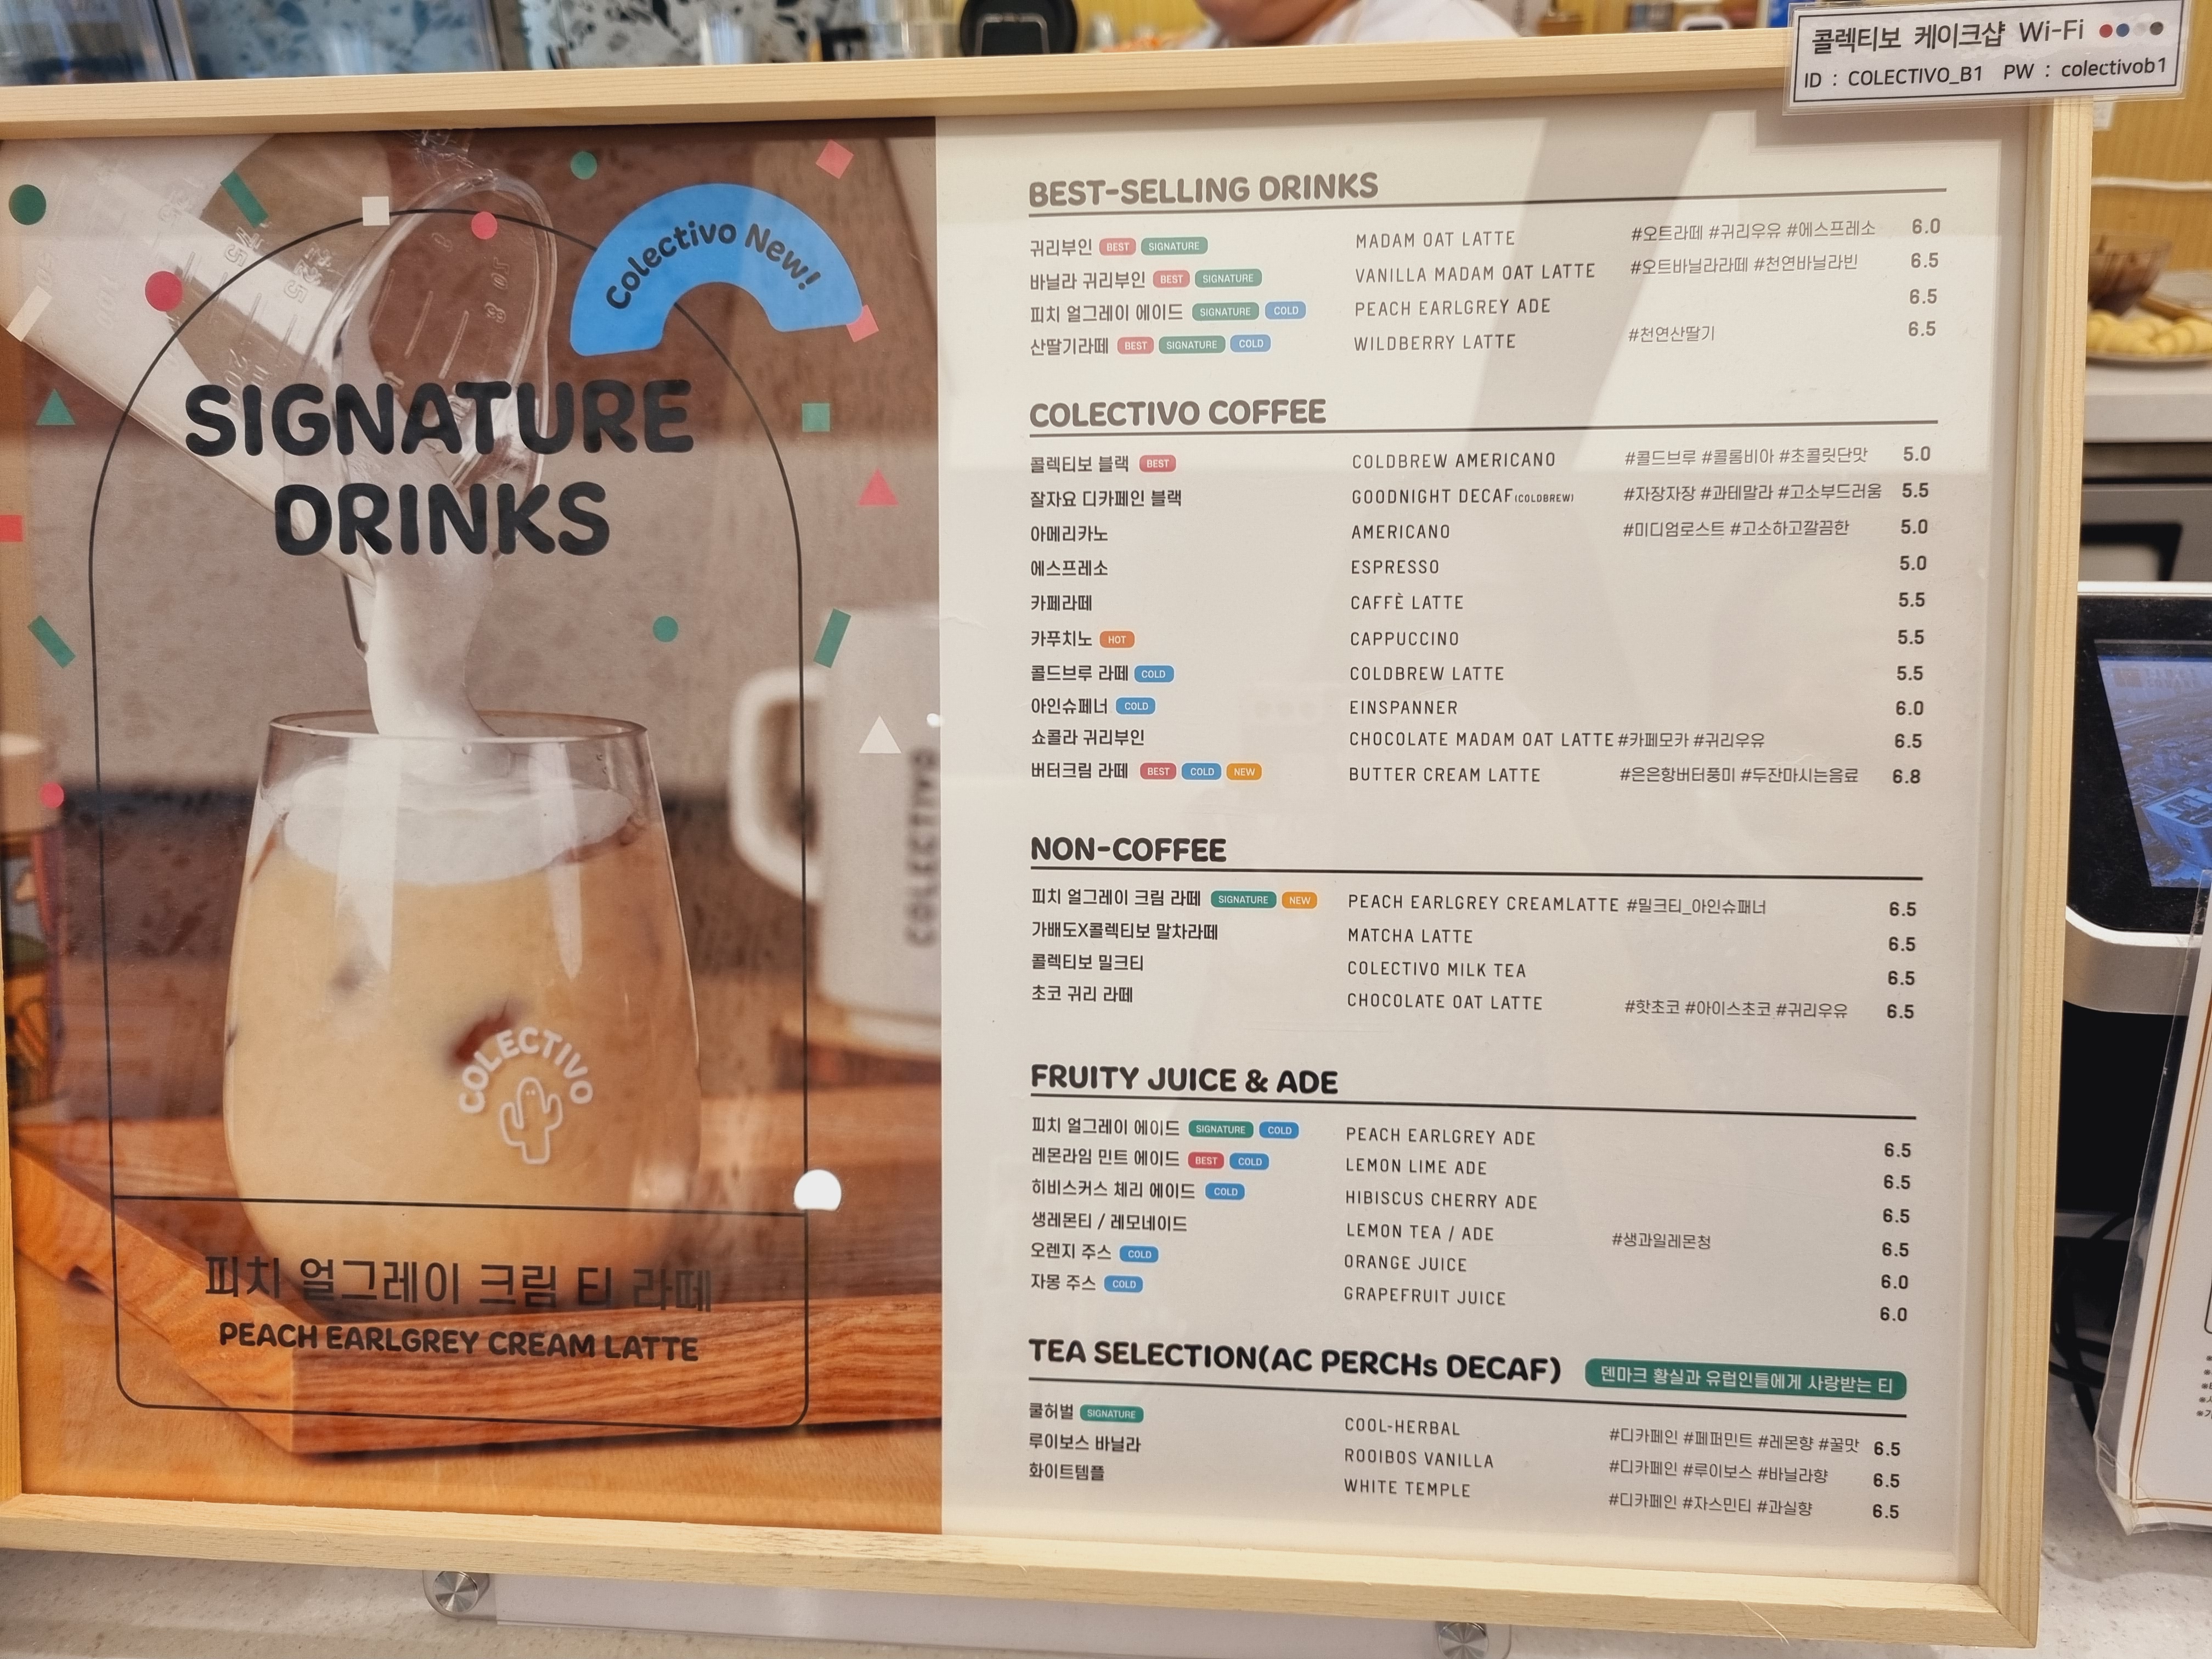 콜렉티보 케이크샵 Wi-Fi
ID : COLECTIVO_B1 PW : colectivob1
Colectivo New!
SIGNATURE
DRINKS
COLECTIVO
COLECTIVO
피치 얼그레이 크림 티 라떼
PEACH EARLGREY CREAM LATTE
BEST-SELLING DRINKS
귀리부인 BEST SIGNATURE MADAM OAT LATTE #오트라떼 #귀리우유 #에스프레소 6.0
바닐라 귀리부인 BEST SIGNATURE VANILLA MADAM OAT LATTE #오트바닐라라떼 #천연바닐라빈 6.5
피치 얼그레이 에이드 SIGNATURE COLD PEACH EARLGREY ADE 6.5
산딸기라떼 BEST SIGNATURE COLD WILDBERRY LATTE #천연산딸기 6.5
COLECTIVO COFFEE
콜렉티보 블랙 BEST COLDBREW AMERICANO #콜드브루 #콜롬비아 #초콜릿단맛 5.0
잘자요 디카페인 블랙 GOODNIGHT DECAF(COLDBREW) #자장자장 #과테말라 #고소부드러움 5.5
아메리카노 AMERICANO #미디엄로스트 #고소하고깔끔한 5.0
에스프레소 ESPRESSO 5.0
카페라떼 CAFFÈ LATTE 5.5
카푸치노 HOT CAPPUCCINO 5.5
콜드브루 라떼 COLD COLDBREW LATTE 5.5
아인슈페너 COLD EINSPANNER 6.0
쇼콜라 귀리부인 CHOCOLATE MADAM OAT LATTE #카페모카 #귀리우유 6.5
버터크림 라떼 BEST COLD NEW BUTTER CREAM LATTE #은은향버터풍미 #두잔마시는음료 6.8
NON-COFFEE
피치 얼그레이 크림 라떼 SIGNATURE NEW PEACH EARLGREY CREAMLATTE #밀크티_아인슈패너 6.5
가배도X콜렉티보 말차라떼 MATCHA LATTE 6.5
콜렉티보 밀크티 COLECTIVO MILK TEA 6.5
초코 귀리 라떼 CHOCOLATE OAT LATTE #핫초코 #아이스초코 #귀리우유 6.5
FRUITY JUICE & ADE
피치 얼그레이 에이드 SIGNATURE COLD PEACH EARLGREY ADE 6.5
레몬라임 민트 에이드 BEST COLD LEMON LIME ADE 6.5
히비스커스 체리 에이드 COLD HIBISCUS CHERRY ADE 6.5
생레몬티 / 레모네이드 LEMON TEA / ADE #생과일레몬청 6.5
오렌지 주스 COLD ORANGE JUICE 6.0
자몽 주스 COLD GRAPEFRUIT JUICE 6.0
TEA SELECTION(AC PERCHs DECAF) 덴마크 황실과 유럽인들에게 사랑받는 티
쿨허벌 SIGNATURE COOL-HERBAL #디카페인 #페퍼민트 #레몬향 #꿀맛 6.5
루이보스 바닐라 ROOIBOS VANILLA #디카페인 #루이보스 #바닐라향 6.5
화이트템플 WHITE TEMPLE #디카페인 #자스민티 #과실향 6.5